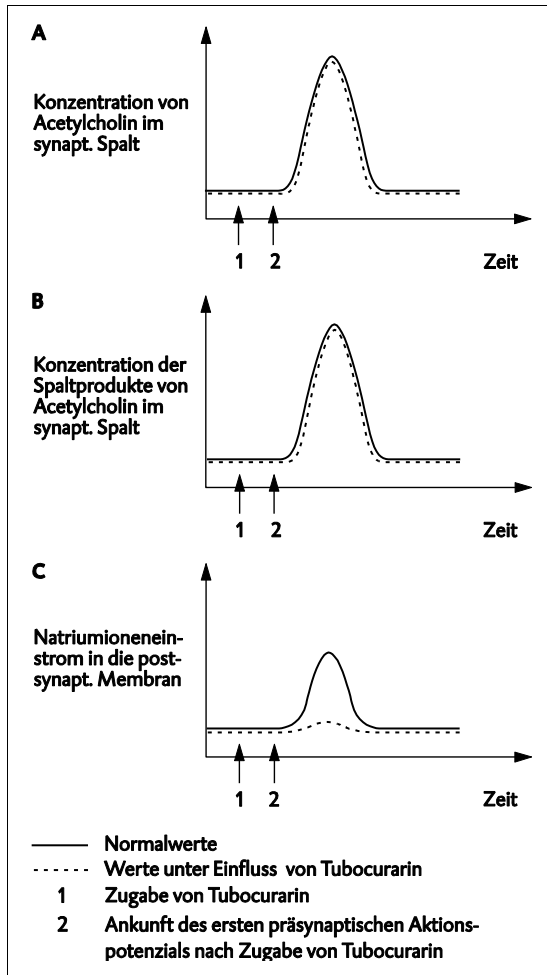 A
Konzentration von
Acetylcholin im
synapt. Spalt
1 2 Zeit
B
Konzentration der
Spaltprodukte von
Acetylcholin im
synapt. Spalt
1 2 Zeit
C
Natriumionenein-
strom in die post-
synapt. Membran
1 2 Zeit
Normalwerte
Werte unter Einfluss von Tubocurarin
1 Zugabe von Tubocurarin
2 Ankunft des ersten präsynaptischen Aktions-
potenzials nach Zugabe von Tubocurarin